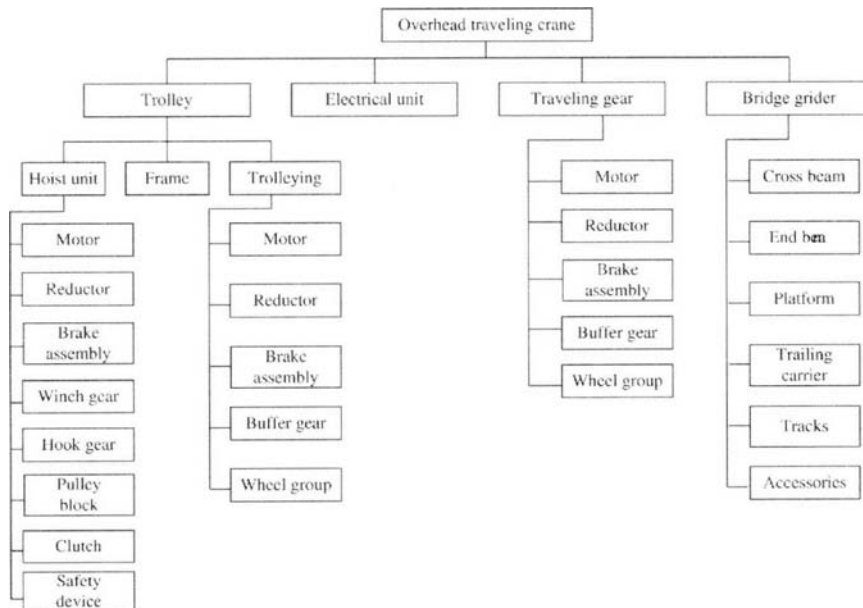 Overhead traveling crane
Trolley
Electrical unit
Traveling gear
Bridge grider
Hoist unit
Frame
Trolleying
Motor
Reductor
Brake
assembly
Winch gear
Hook gear
Pulley
block
Clutch
Safety
device
Motor
Reductor
Brake
assembly
Buffer gear
Wheel group
Motor
Reductor
Brake
assembly
Buffer gear
Wheel group
Cross beam
End
Platform
Trailing
carrier
Tracks
Accessories